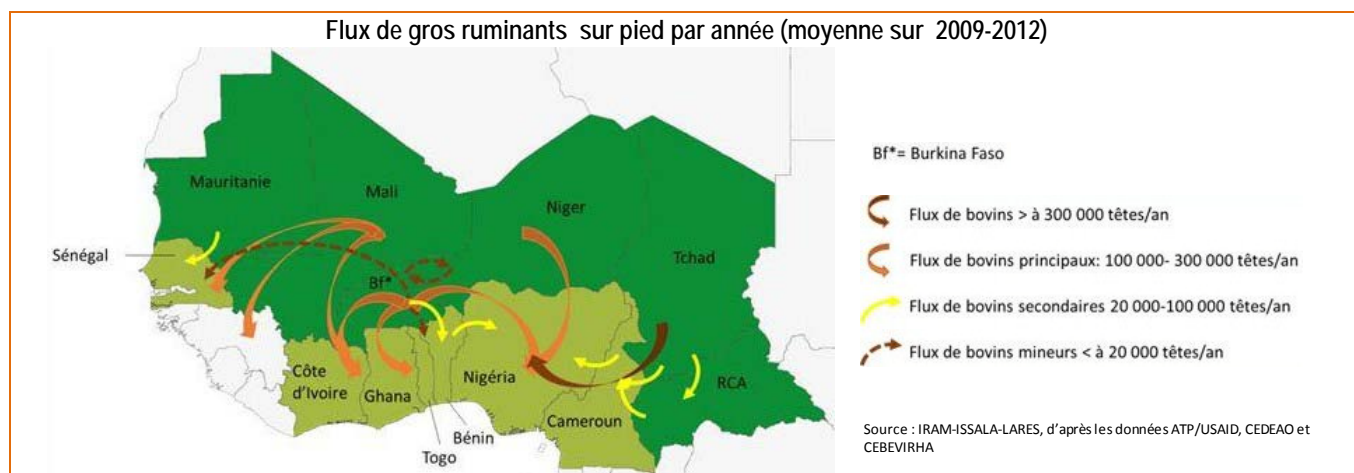 Flux de gros ruminants sur pied par année (moyenne sur 2009-2012)
Mauritanie
Mali
Niger
Tchad
Sénégal
Bf*
Côte
d'Ivoire
Ghana
Togo
Bénin
Nigéria
Cameroun
RCA
Bf*= Burkina Faso
Flux de bovins > à 300 000 têtes/an
Flux de bovins principaux: 100 000- 300 000 têtes/an
Flux de bovins secondaires 20 000-100 000 têtes/an
Flux de bovins mineurs < à 20 000 têtes/an
Source : IRAM-ISSALA-LARES, d'après les données ATP/USAID, CEDEAO et
CEBEVIRHA